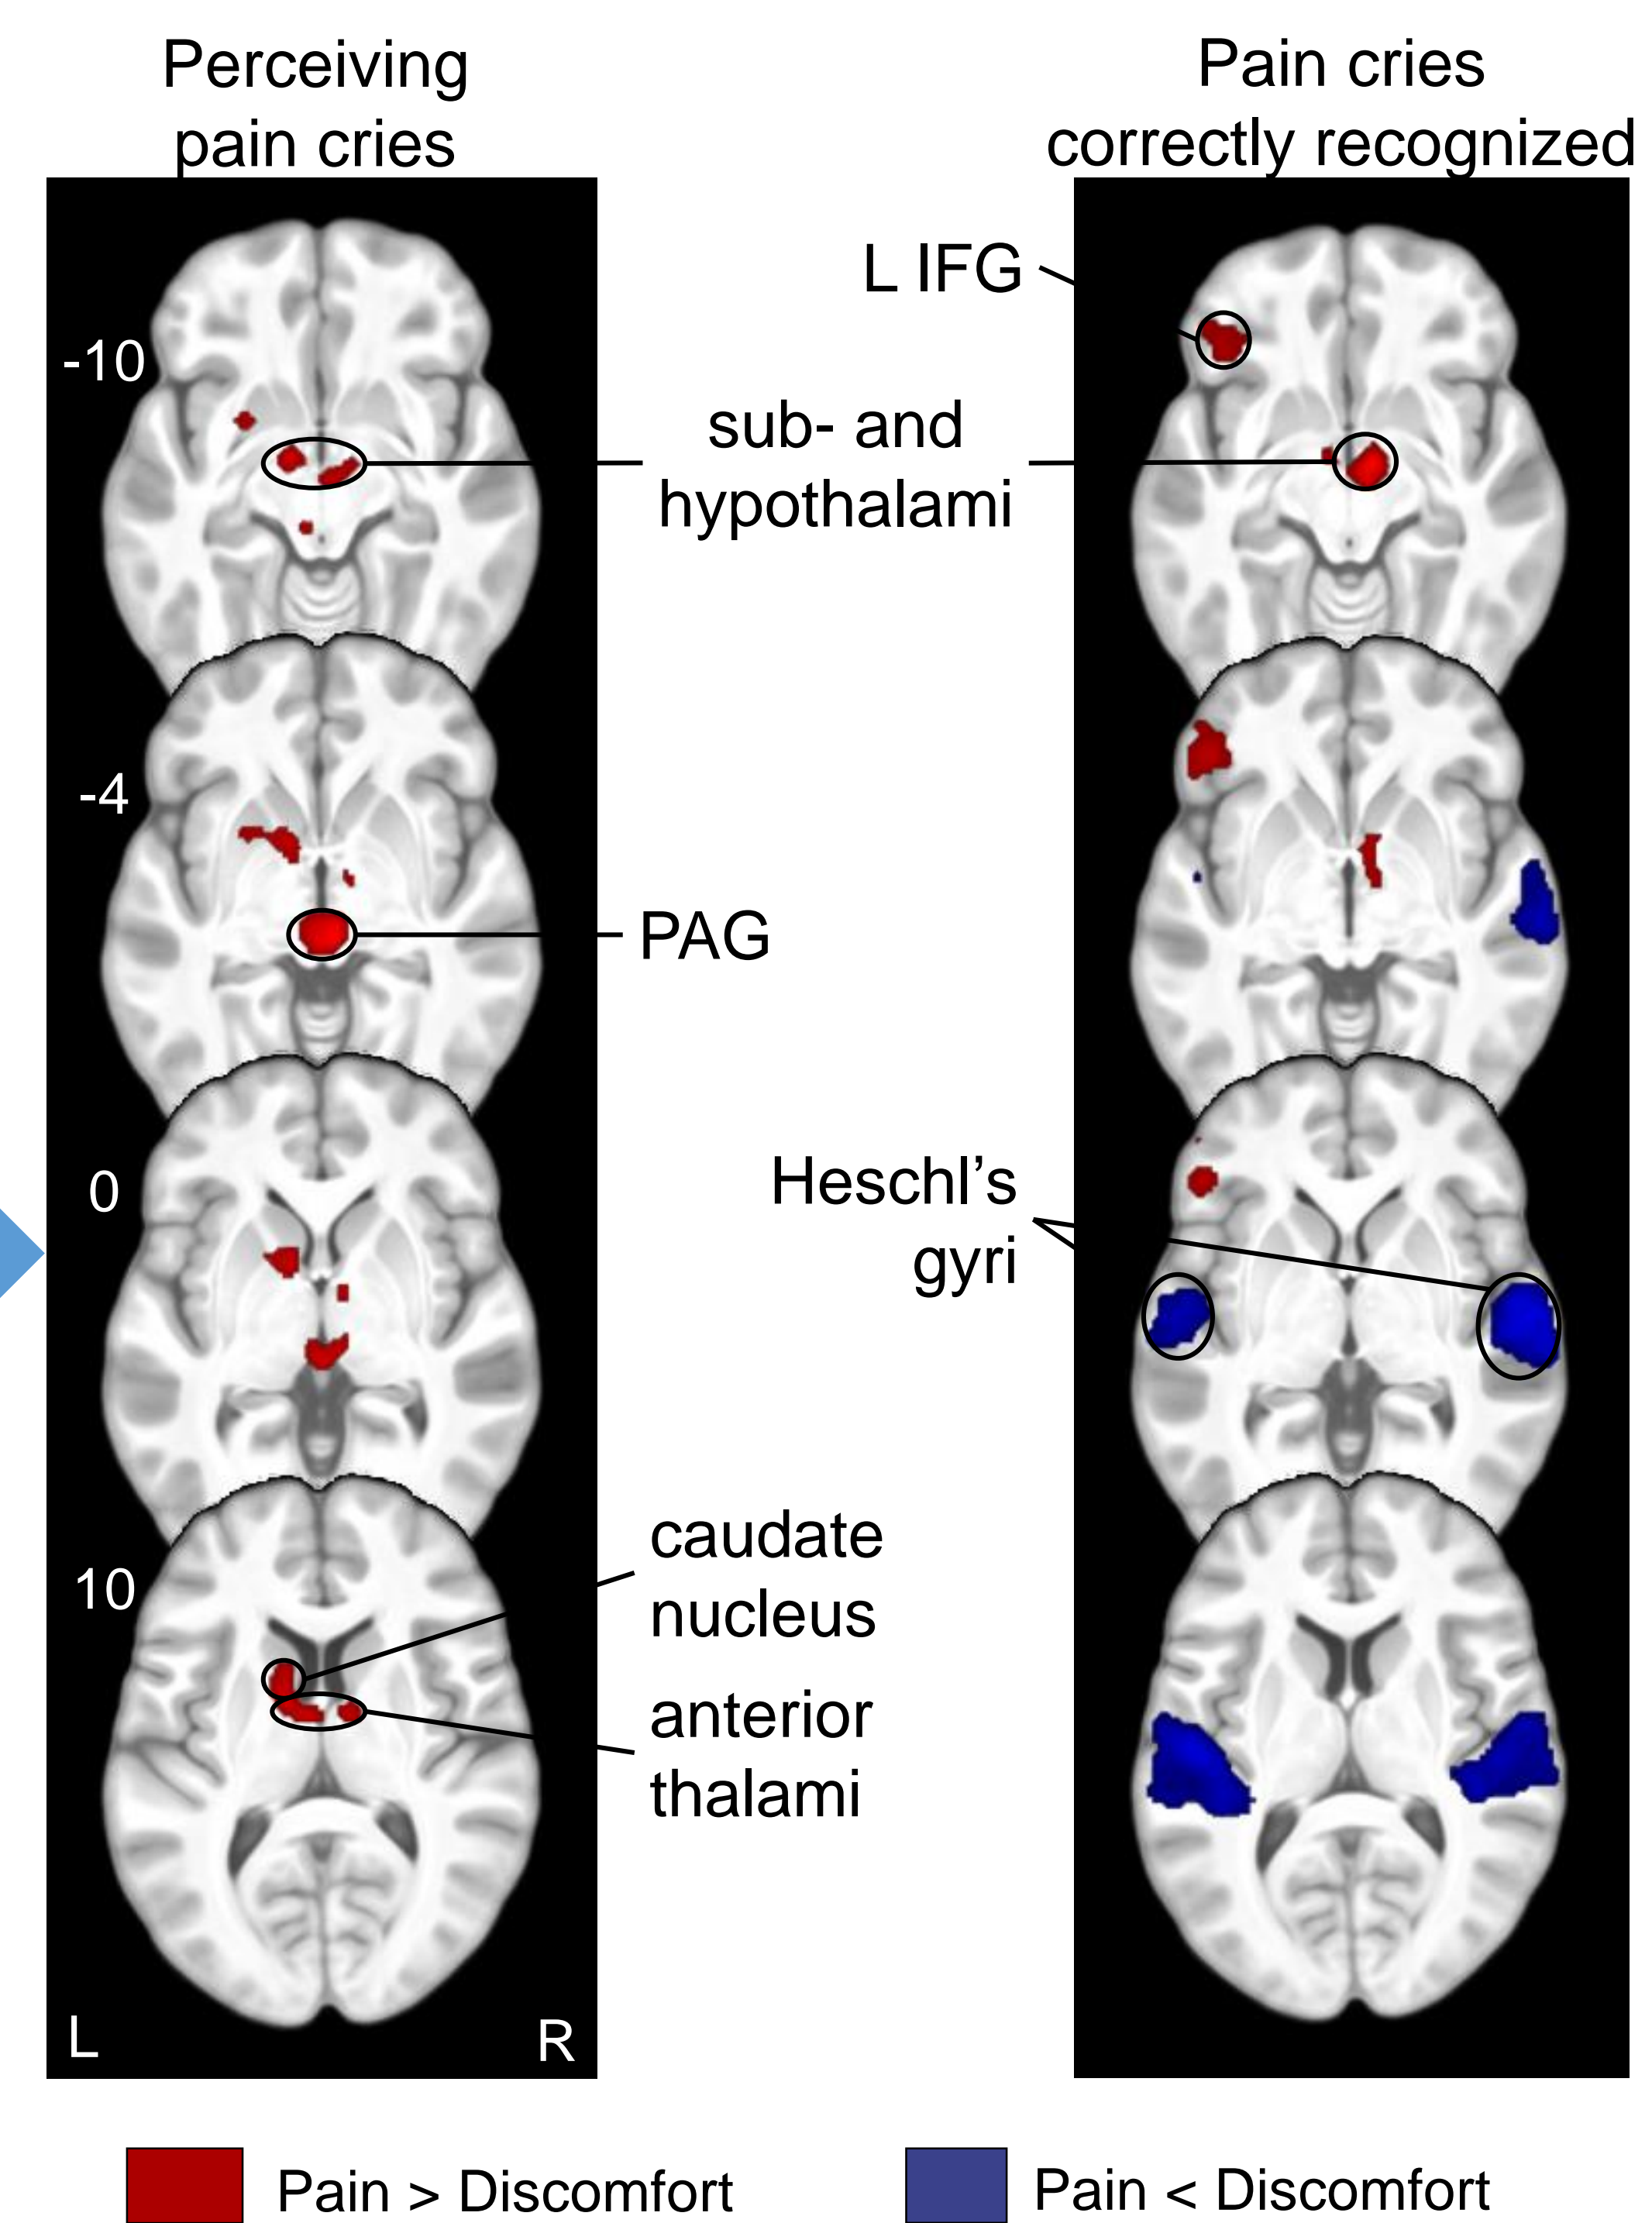 Perceiving
pain cries
Pain cries
correctly recognized
L IFG
-10
sub- and
hypothalami
-4
PAG
0
Heschl’s
gyri
caudate
nucleus
10
anterior
thalami
L
R
Pain > Discomfort
Pain < Discomfort